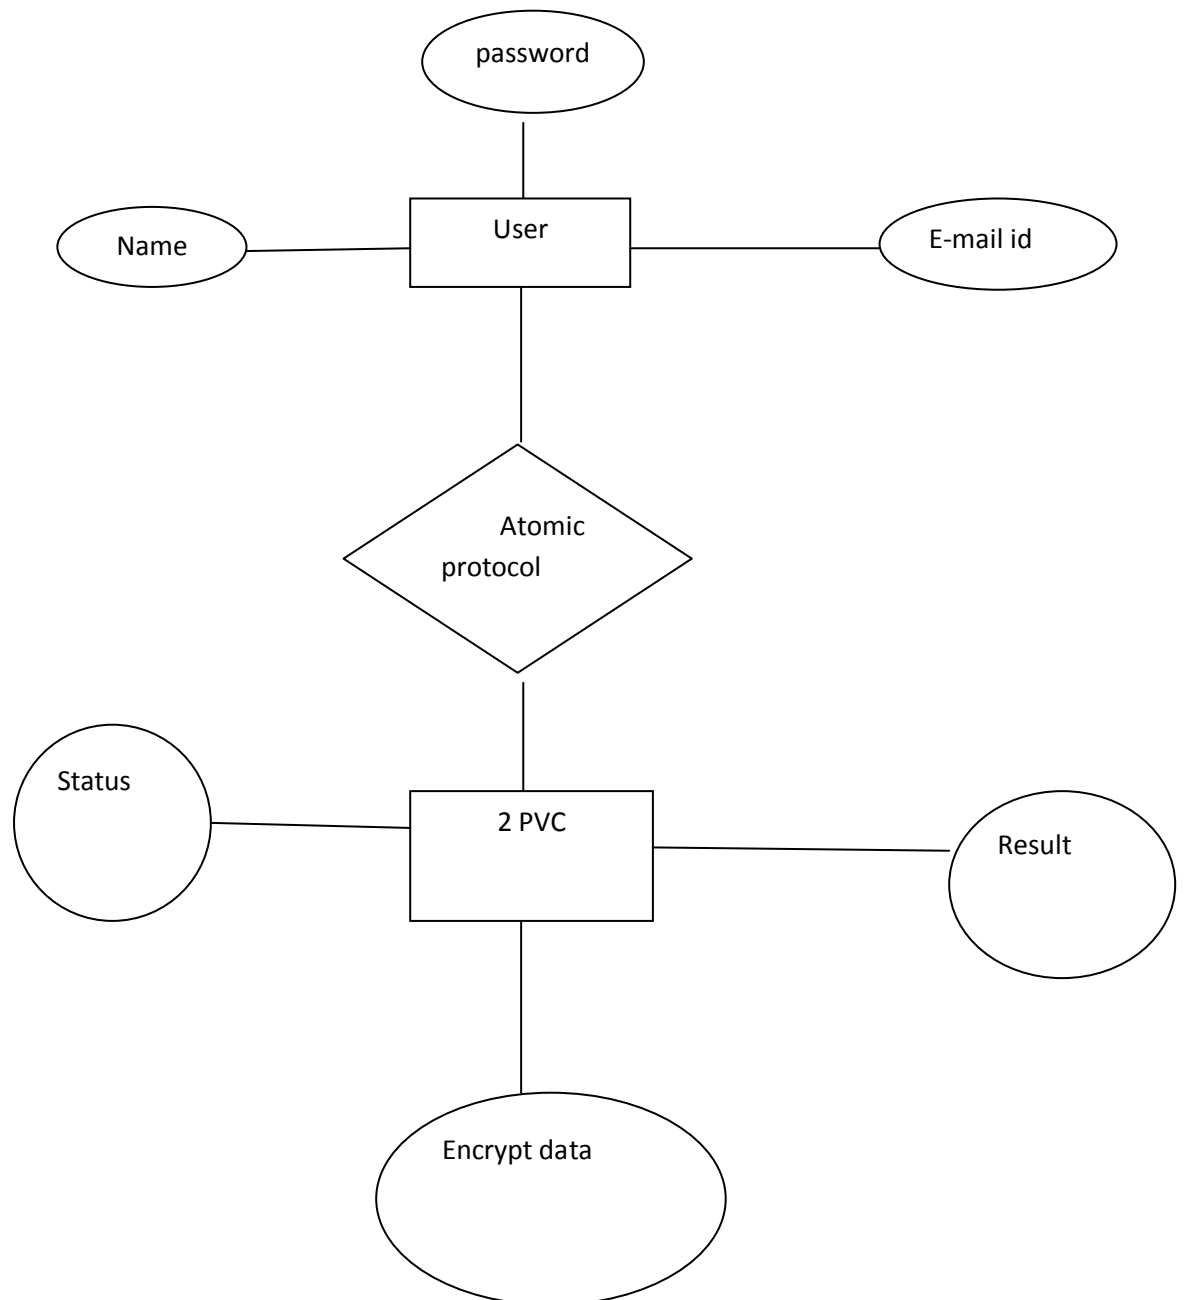 password
Name
User
E-mail id
Atomic
protocol
Status
2 PVC
Result
Encrypt data